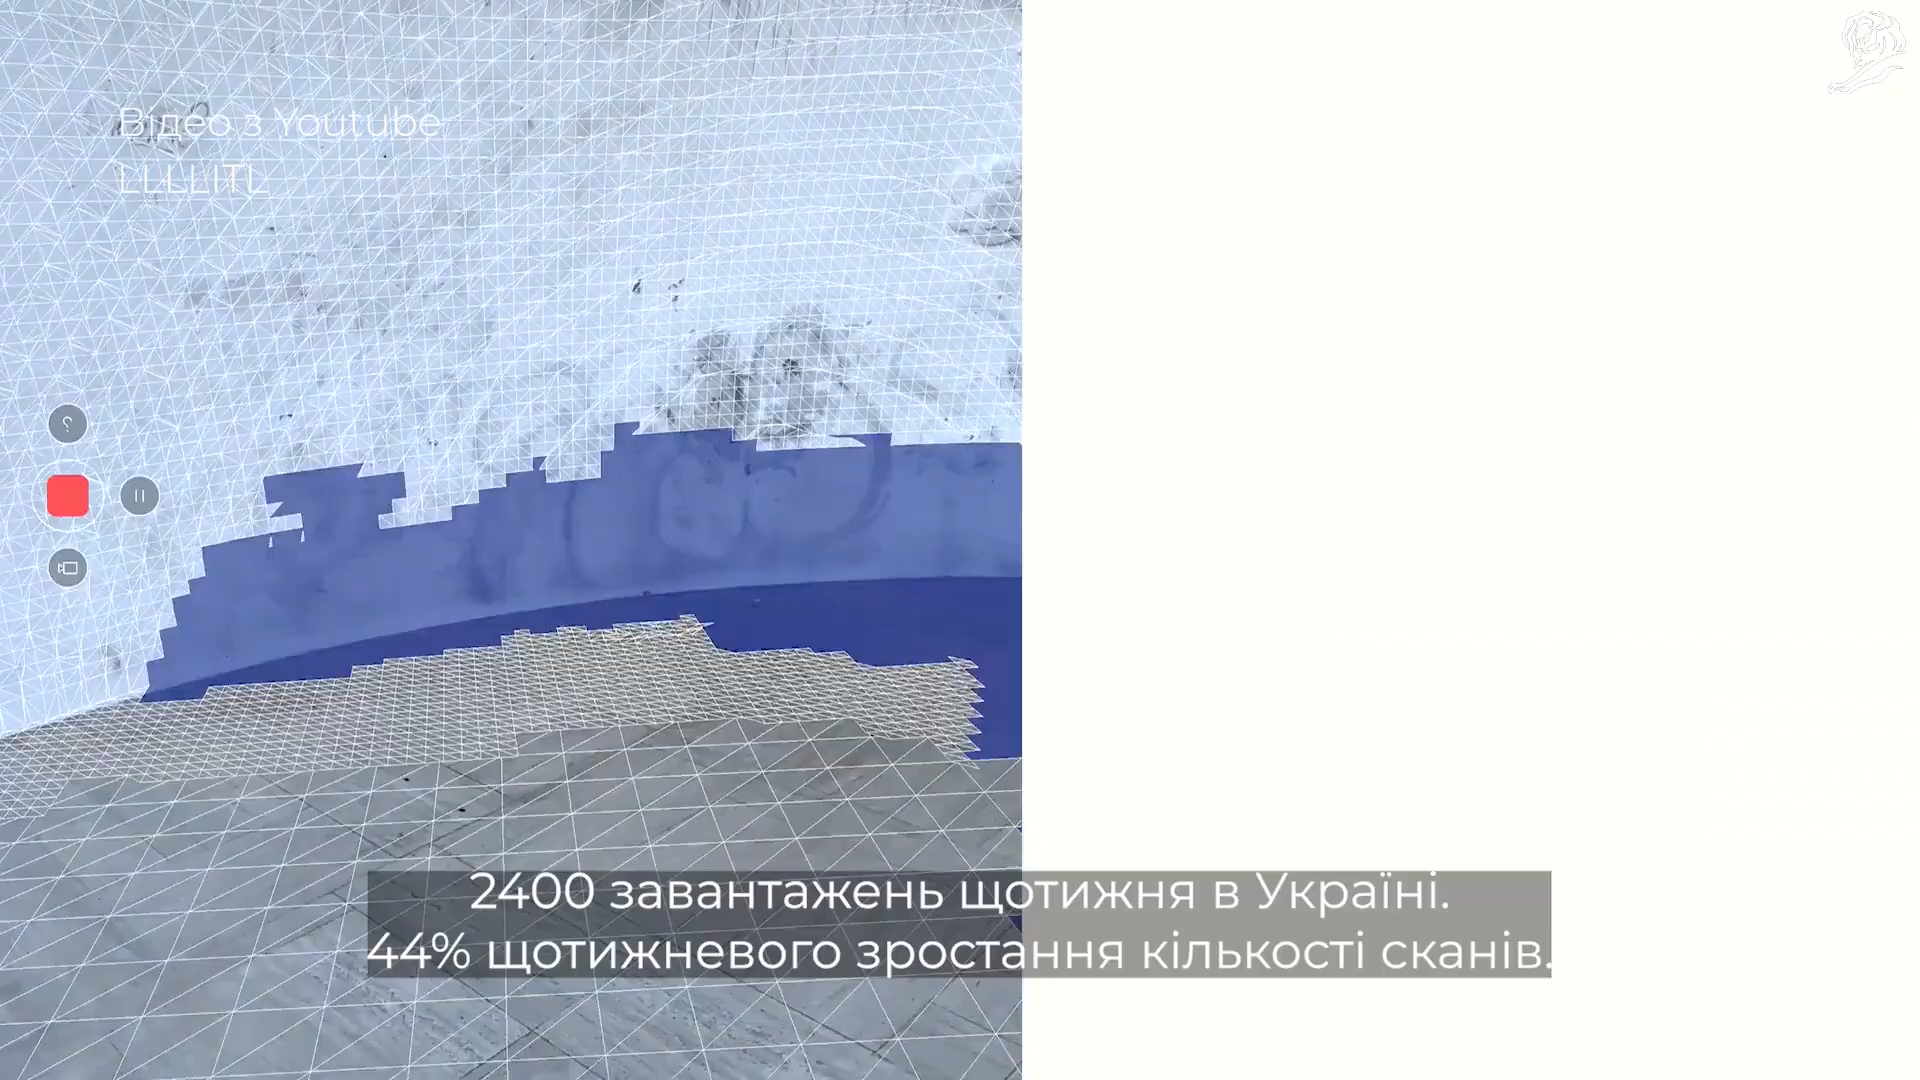 Відео з Youtube
LLLLITL
2400 завантажень щотижня в Україні.
44% щотижневого зростання кількості сканів.